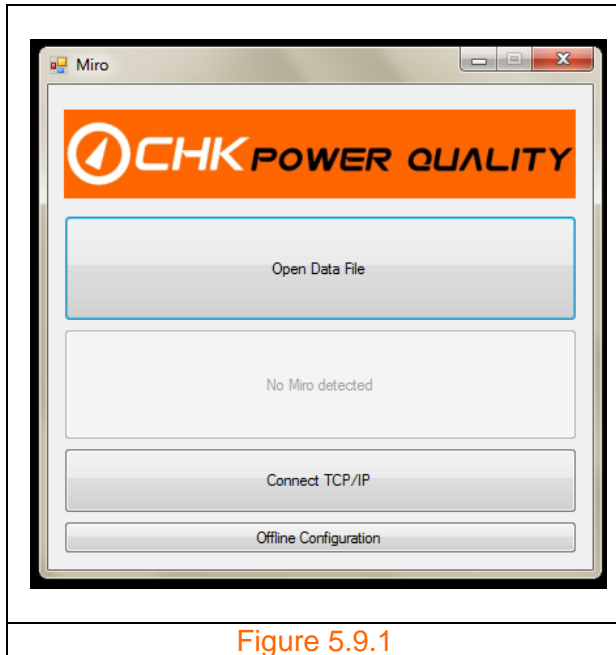 Miro
CHK POWER QUALITY
Open Data File
No Miro detected
Connect TCP/IP
Offline Configuration
Figure 5.9.1